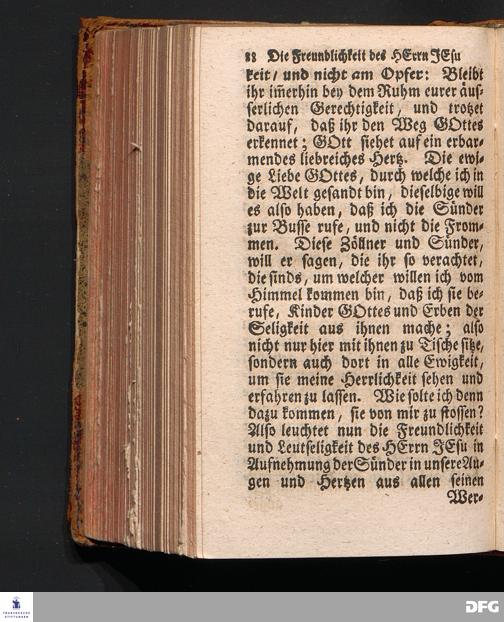 88 Die Freundlichkeit des HErrn JEsu
keit/ und nicht am Opfer: Bleibt
ihr im̃erhin bey dem Ruhm eurer äuf-
serlichen Gerechtigkeit, und trotzet
darauf, daß ihr den Weg GOttes
erkennet; GOtt siehet auf ein erbar-
mendes liebreiches Hertz. Die ewi-
ge Liebe GOttes, durch welche ich in
die Welt gesandt bin, dieselbige will
es also haben, daß ich die Sünder
zur Busse rufe, und nicht die From-
men. Diese Zöllner und Sünder,
will er sagen, die ihr so verachtet,
die sinds, um welcher willen ich vom
Himmel kommen bin, daß ich sie be-
rufe, Kinder GOttes und Erben der
Seligkeit aus ihnen mache; also
nicht nur hier mit ihnen zu Tische sitze,
sondern auch dort in alle Ewigkeit,
um sie meine Herrlichkeit sehen und
erfahren zu lassen. Wie solte ich denn
dazu kommen, sie von mir zu stossen?
Also leuchtet nun die Freundlichkeit
und Leutseligkeit des HErrn JEsu in
Aufnehmung der Sünder in unsere Au-
gen und Hertzen aus allen seinen
Wer-
FRANCKESCHE
STIFTUNGEN
DFG